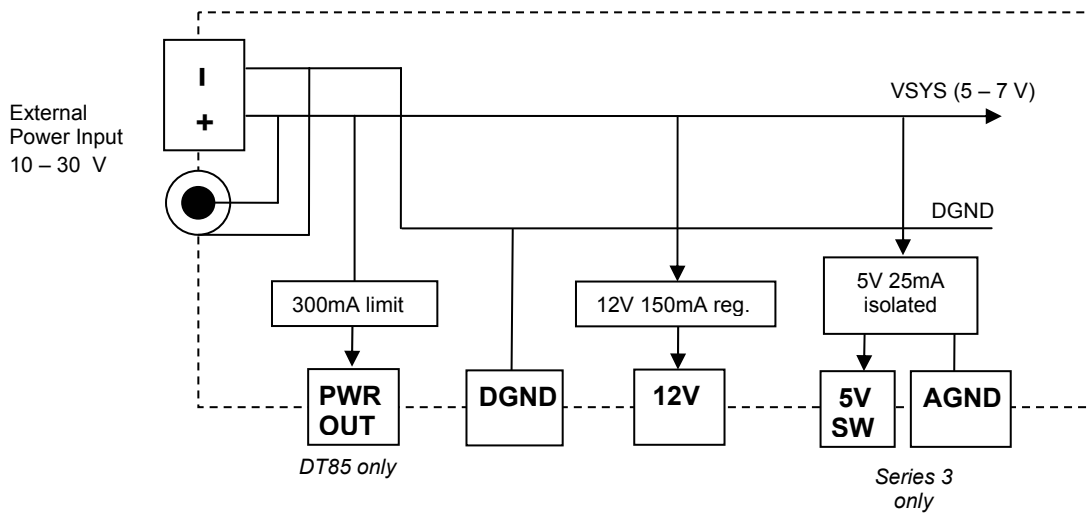 I
+
External
Power Input
10 – 30 V
VSYS (5 – 7 V)
DGND
300mA limit
12V 150mA reg.
5V 25mA
isolated
PWR
OUT
DGND
12V
5V
SW
AGND
DT85 only
Series 3
only